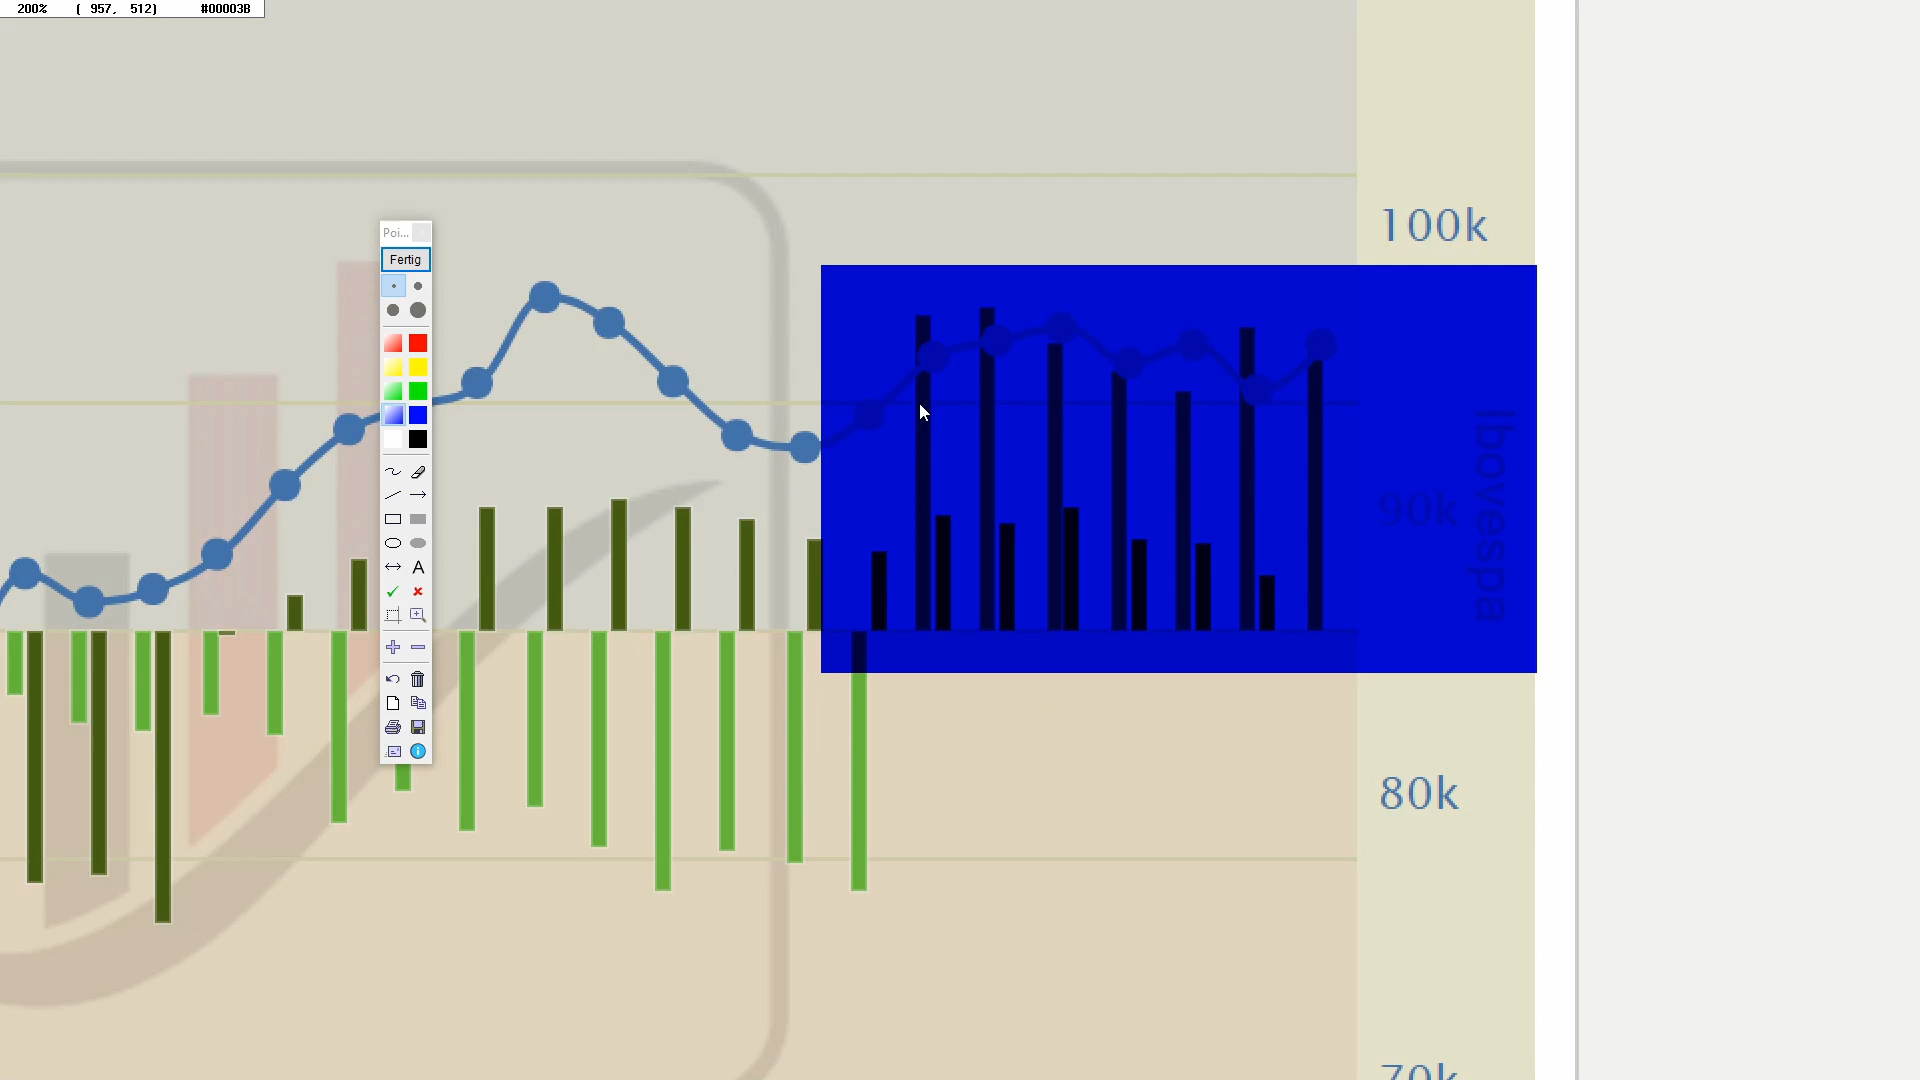 200% ( 957, 512) #00003B
100k
Poi...
Fertig
A
Ibovespa
90k
80k
70k